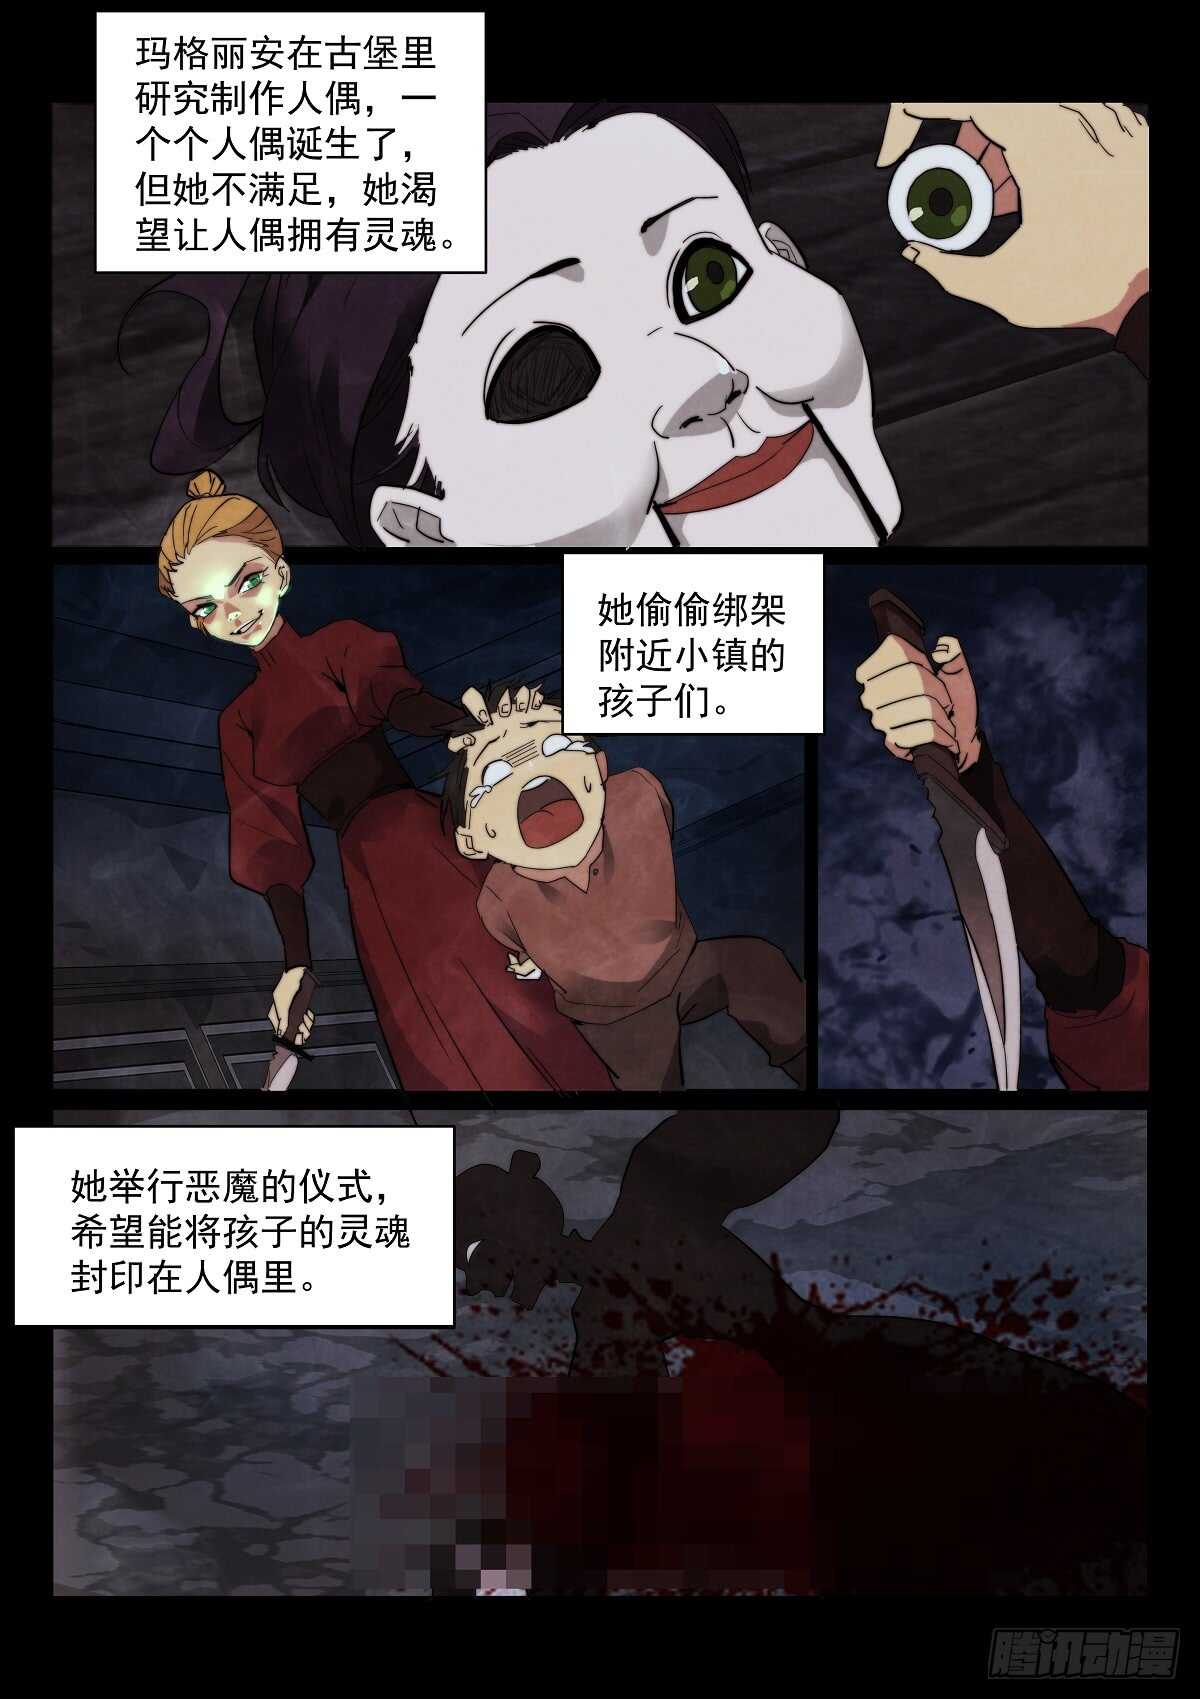 玛格丽安在古堡里
研究制作人偶，一
个个人偶诞生了，
但她不满足，她渴
望让人偶拥有灵魂。
她偷偷绑架
附近小镇的
孩子们。
她举行恶魔的仪式，
希望能将孩子的灵魂
封印在人偶里。
腾讯动漫